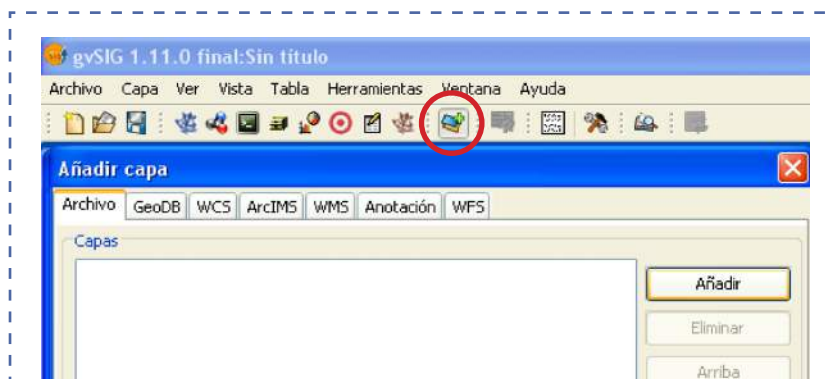 gvSIG 1.11.0 final:Sin título
Archivo Capa Ver Vista Tabla Herramientas Ventana Ayuda
Añadir capa
Archivo GeoDB WCS ArcIMS WMS Anotación WFS
Capas
Añadir
Eliminar
Arriba